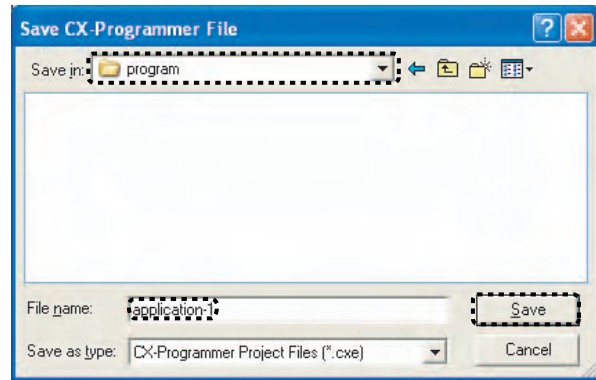 Save CX-Programmer File
Save in: program
File name: application-1
Save
Save as type: CX-Programmer Project Files (*.cxe)
Cancel